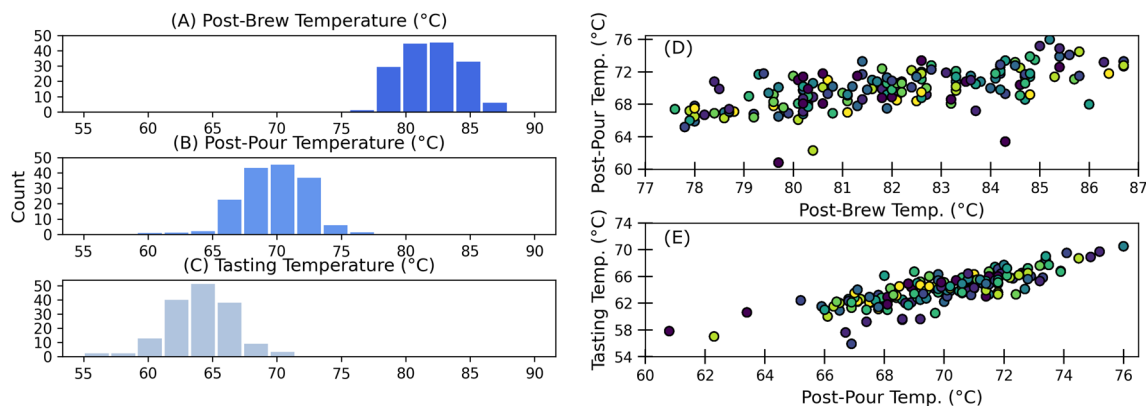 (A) Post-Brew Temperature (°C)
50
40
30
20
10
0
55 60 65 70 75 80 85 90
(B) Post-Pour Temperature (°C)
Count
50
40
30
20
10
0
55 60 65 70 75 80 85 90
(C) Tasting Temperature (°C)
50
40
30
20
10
0
55 60 65 70 75 80 85 90
(D)
Post-Pour Temp. (°C)
76
72
68
64
60
77 78 79 80 81 82 83 84 85 86 87
Post-Brew Temp. (°C)
(E)
Tasting Temp. (°C)
74
70
66
62
58
54
60 62 64 66 68 70 72 74 76
Post-Pour Temp. (°C)